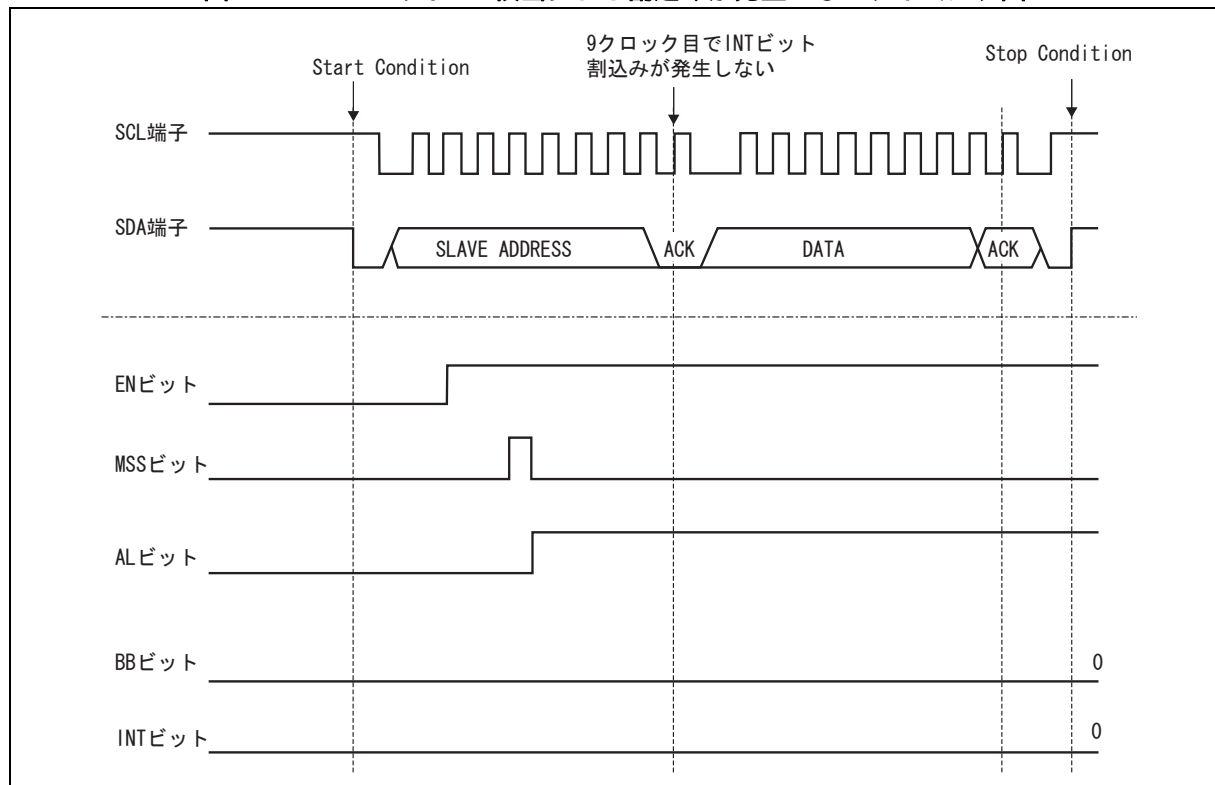 Start Condition
9クロック目でINTビット
割込みが発生しない
Stop Condition
SCL端子
SDA端子
SLAVE ADDRESS
ACK
DATA
ACK
ENビット
MSSビット
ALビット
BBビット
0
INTビット
0